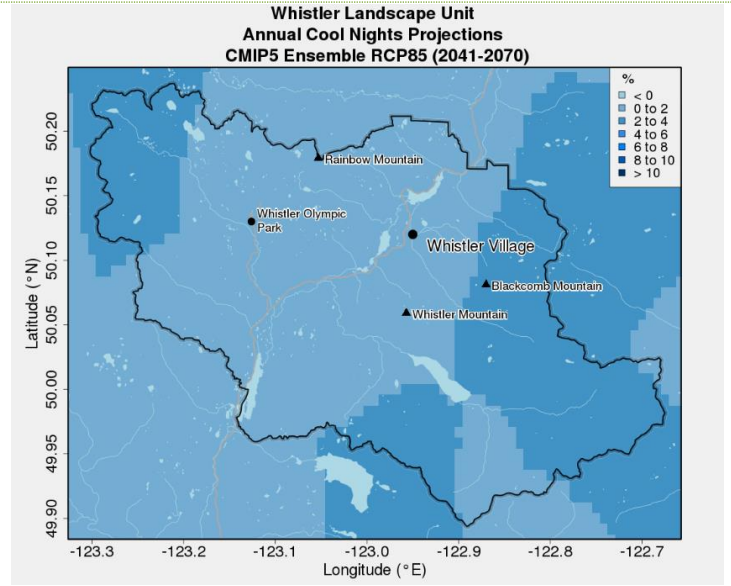 Whistler Landscape Unit
Annual Cool Nights Projections
CMIP5 Ensemble RCP85 (2041-2070)
%
< 0
0 to 2
2 to 4
4 to 6
6 to 8
8 to 10
> 10
50.20
50.15
50.10
50.05
50.00
49.95
49.90
Latitude (°N)
Rainbow Mountain
Whistler Olympic
Park
Whistler Village
Blackcomb Mountain
Whistler Mountain
-123.3 -123.2 -123.1 -123.0 -122.9 -122.8 -122.7
Longitude (°E)